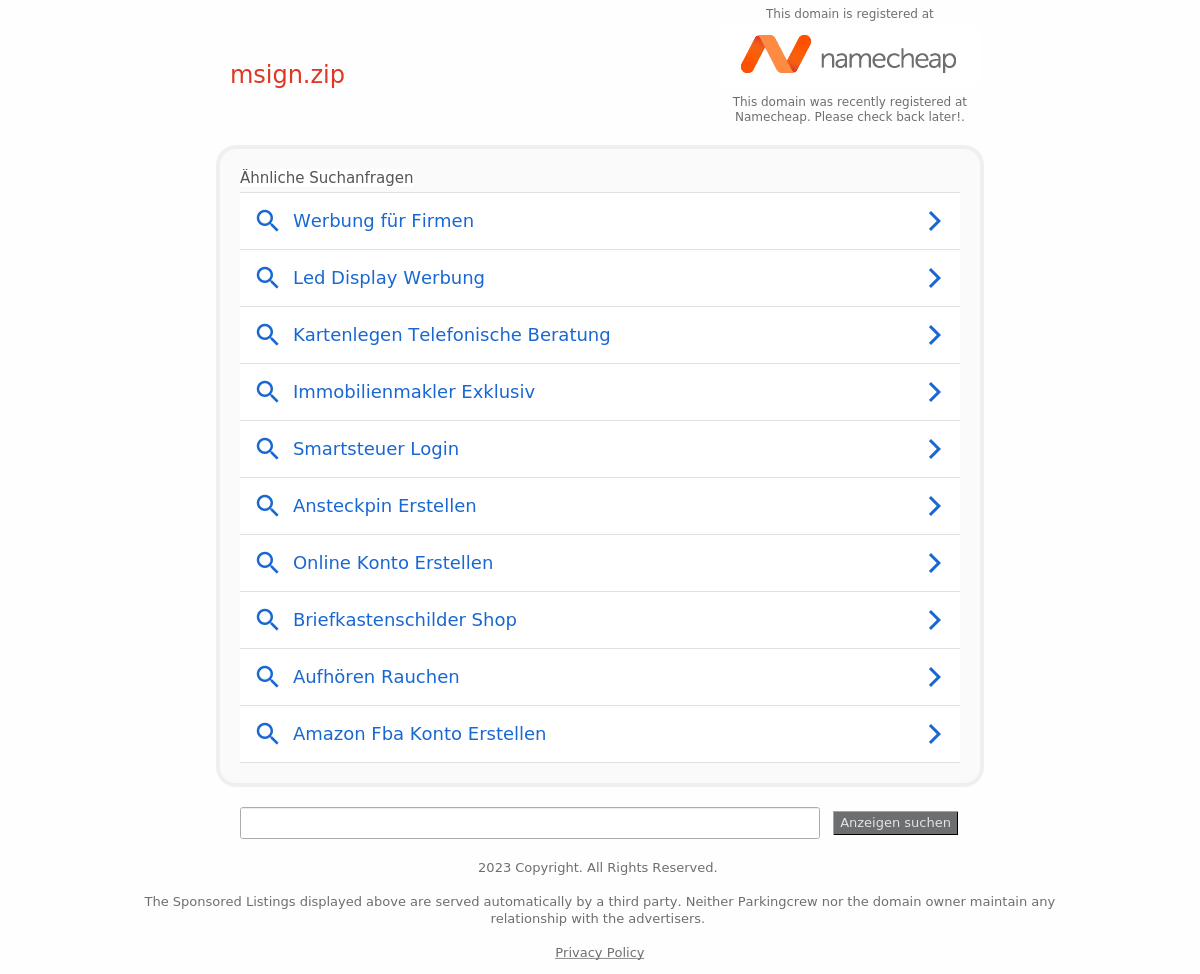 This domain is registered at
namecheap
msign.zip
This domain was recently registered at
Namecheap. Please check back later!.
Ähnliche Suchanfragen
Werbung für Firmen
Led Display Werbung
Kartenlegen Telefonische Beratung
Immobilienmakler Exklusiv
Smartsteuer Login
Ansteckpin Erstellen
Online Konto Erstellen
Briefkastenschilder Shop
Aufhören Rauchen
Amazon Fba Konto Erstellen
Anzeigen suchen
2023 Copyright. All Rights Reserved.
The Sponsored Listings displayed above are served automatically by a third party. Neither Parkingcrew nor the domain owner maintain any
relationship with the advertisers.
Privacy Policy